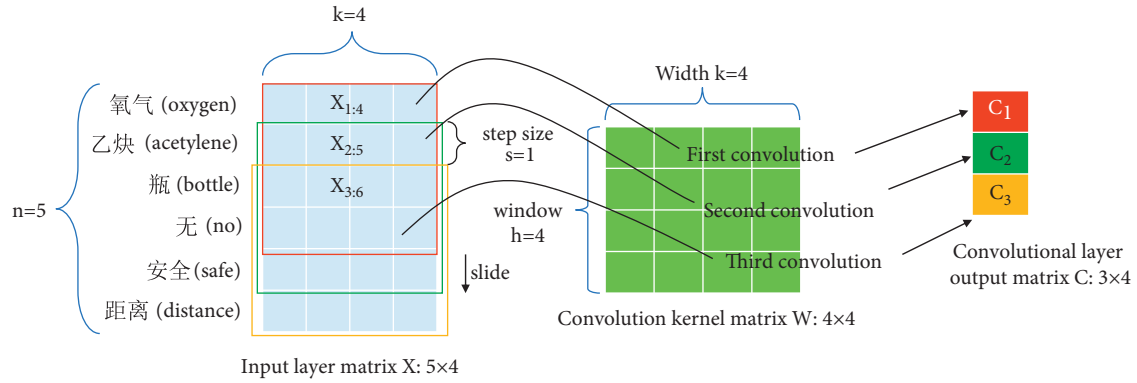 k=4
n=5
氧气 (oxygen)
乙炔 (acetylene)
瓶 (bottle)
无 (no)
安全 (safe)
距离 (distance)
X1:4
X2:5
X3:6
step size
s=1
slide
Input layer matrix X: 5×4
Width k=4
window
h=4
First convolution
Second convolution
Third convolution
Convolution kernel matrix W: 4×4
C1
C2
C3
Convolutional layer
output matrix C: 3×4